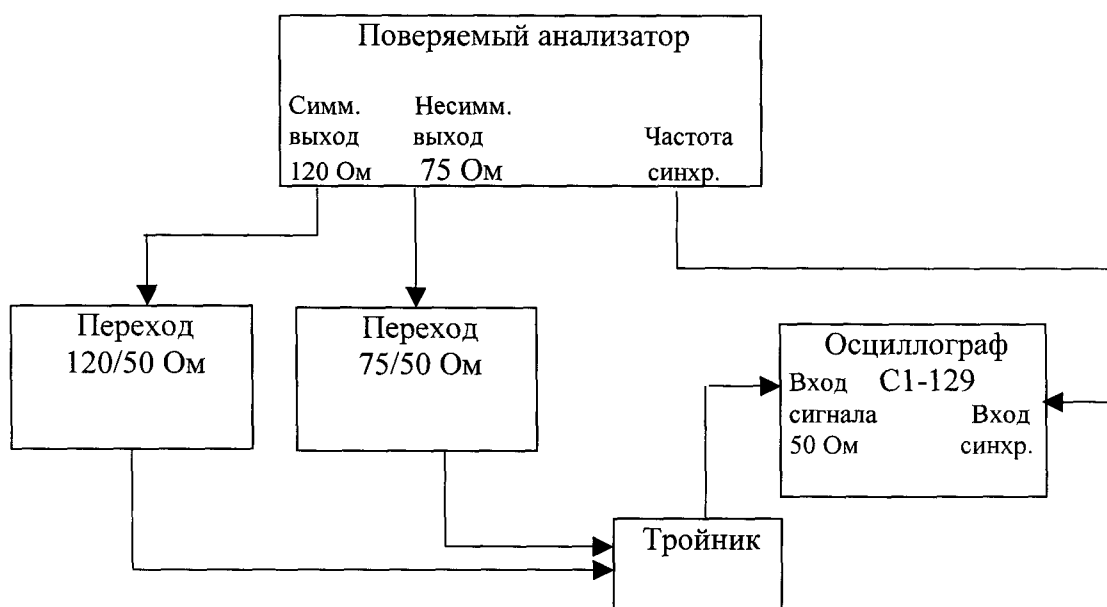 Поверяемый анализатор
Симм. Несимм.
выход выход Частота
120 Ом 75 Ом синхр.
Переход
120/50 Ом
Переход
75/50 Ом
Осциллограф
Вход С1-129
сигнала Вход
50 Ом синхр.
Тройник